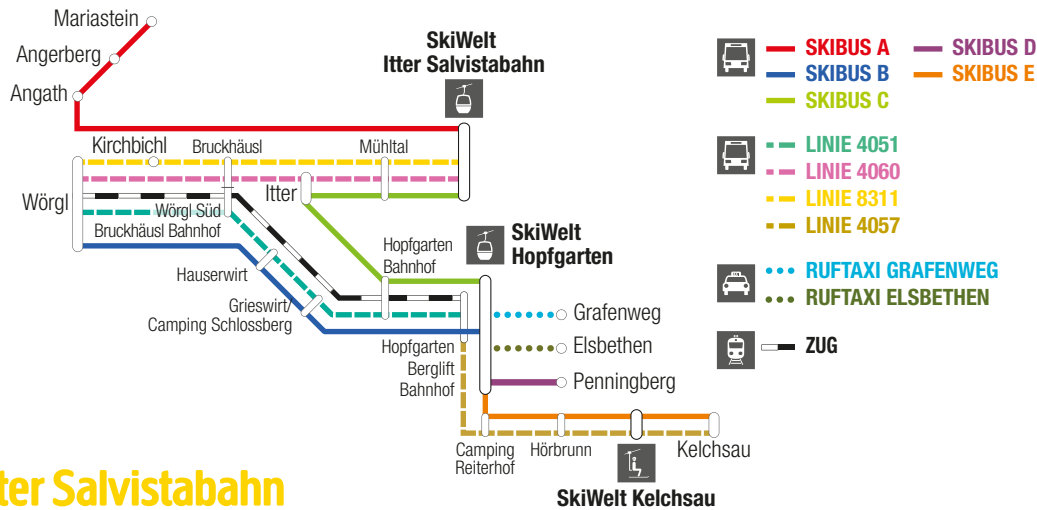 Mariastein
Angerberg
Angath
SkiWelt
Itter Salvistabahn
SKIBUS A
SKIBUS B
SKIBUS C
SKIBUS D
SKIBUS E
LINIE 4051
LINIE 4060
LINIE 8311
LINIE 4057
RUFTAXI GRAFENWEG
RUFTAXI ELSBETHEN
ZUG
Kirchbichl
Bruckhäusl
Mühltal
Wörgl
Itter
Wörgl Süd
Bruckhäusl Bahnhof
Hauserwirt
Grieswirt/
Camping Schlossberg
Hopfgarten
Bahnhof
SkiWelt
Hopfgarten
Grafenweg
Elsbethen
Penningberg
Hopfgarten
Berglift
Bahnhof
Camping
Reiterhof
Hörbrunn
Kelchsau
SkiWelt Kelchsau
ter Salvistabahn